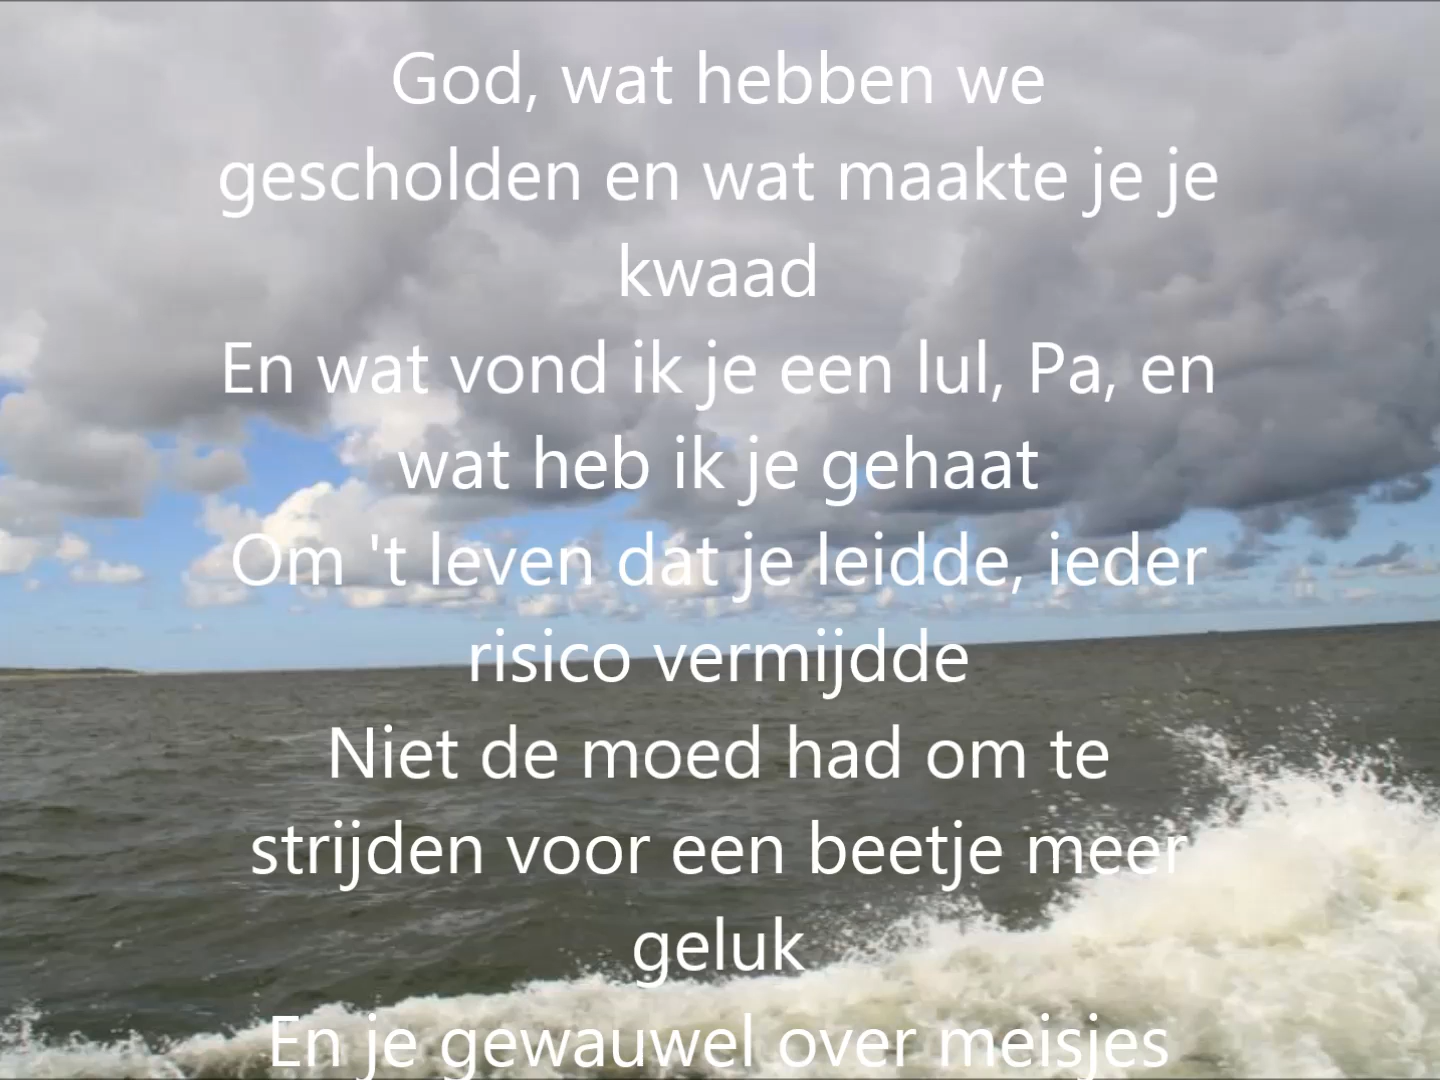 God, wat hebben we
gescholden en wat maakte je je
kwaad
En wat vond ik je een lul, Pa, en
wat heb ik je gehaat
Om 't leven dat je leidde, ieder
risico vermijdde
Niet de moed had om te
strijden voor een beetje meer
geluk
En je gewauwel over meisjes